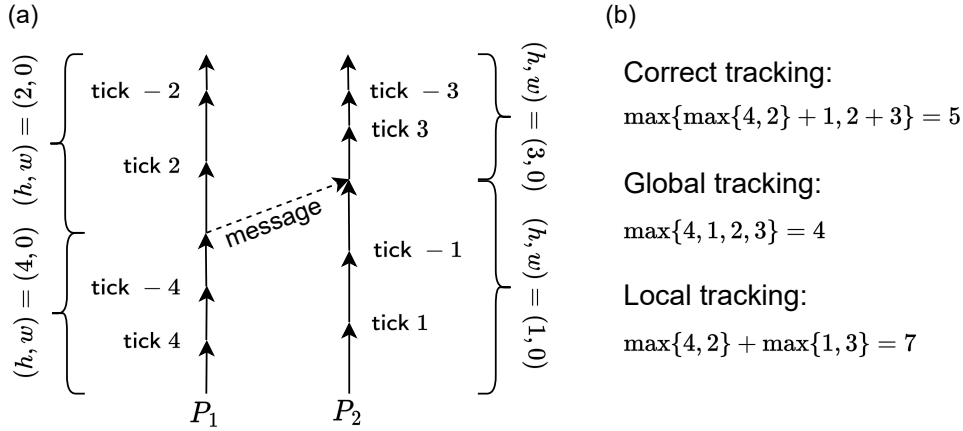 (a)
(h, w) = (2, 0)
(h, w) = (4, 0)
tick − 2
tick 2
tick − 4
tick 4
message
tick − 3
tick 3
tick − 1
tick 1
(h, w) = (3, 0)
(h, w) = (1, 0)
P₁
P₂
(b)
Correct tracking:
max{max{4, 2} + 1, 2 + 3} = 5
Global tracking:
max{4, 1, 2, 3} = 4
Local tracking:
max{4, 2} + max{1, 3} = 7